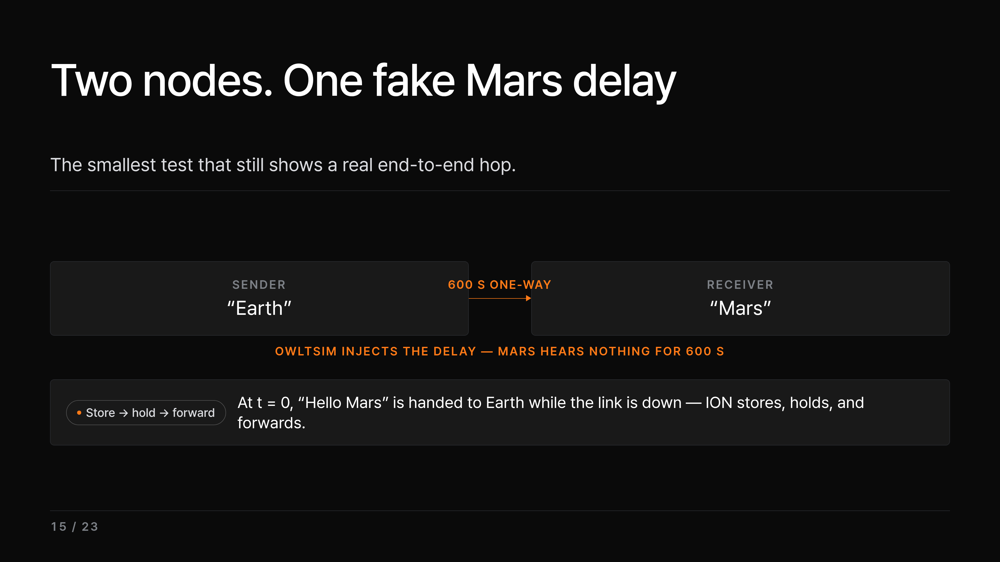 Two nodes. One fake Mars delay
The smallest test that still shows a real end-to-end hop.
SENDER
“Earth”
600 S ONE-WAY
RECEIVER
“Mars”
OWLTSIM INJECTS THE DELAY — MARS HEARS NOTHING FOR 600 S
Store → hold → forward
At t = 0, “Hello Mars” is handed to Earth while the link is down — ION stores, holds, and
forwards.
15 / 23